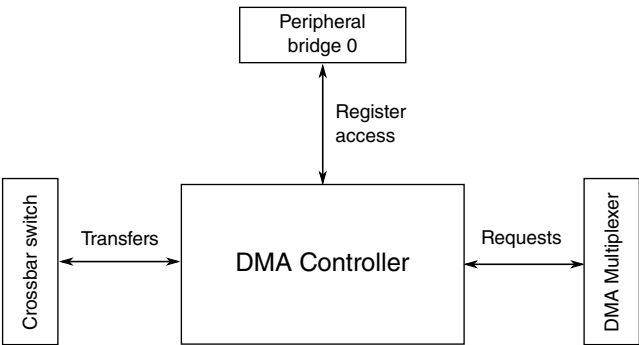 Peripheral
bridge 0
Register
access
Crossbar switch
Transfers
DMA Controller
Requests
DMA Multiplexer